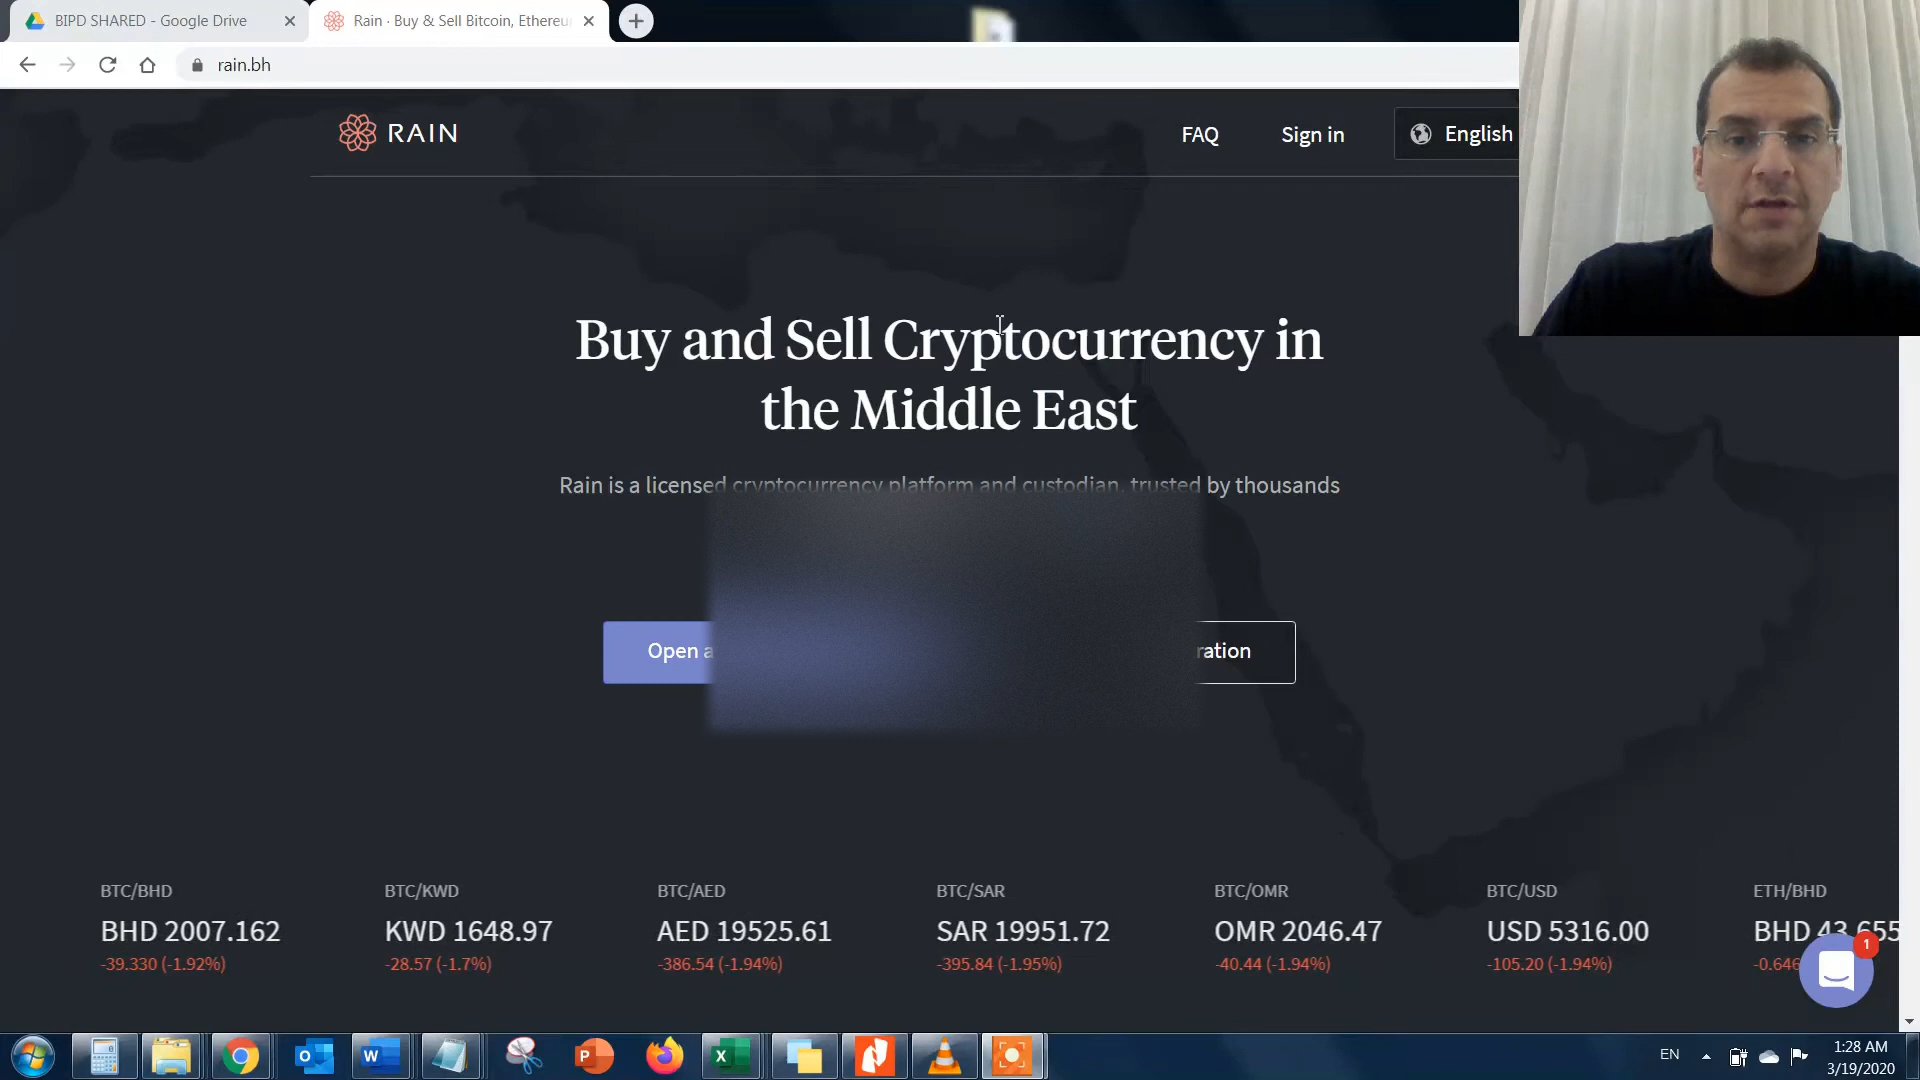 BIPD SHARED - Google Drive
Rain · Buy & Sell Bitcoin, Ethereu
rain.bh
RAIN
FAQ
Sign in
English
Buy and Sell Cryptocurrency in
the Middle East
Rain is a licensed cryptocurrency platform and custodian, trusted by thousands
Open a
ration
BTC/BHD
BHD 2007.162
-39.330 (-1.92%)
BTC/KWD
KWD 1648.97
-28.57 (-1.7%)
BTC/AED
AED 19525.61
-386.54 (-1.94%)
BTC/SAR
SAR 19951.72
-395.84 (-1.95%)
BTC/OMR
OMR 2046.47
-40.44 (-1.94%)
BTC/USD
USD 5316.00
-105.20 (-1.94%)
ETH/BHD
BHD 43.655
-0.646
1
EN
1:28 AM
3/19/2020